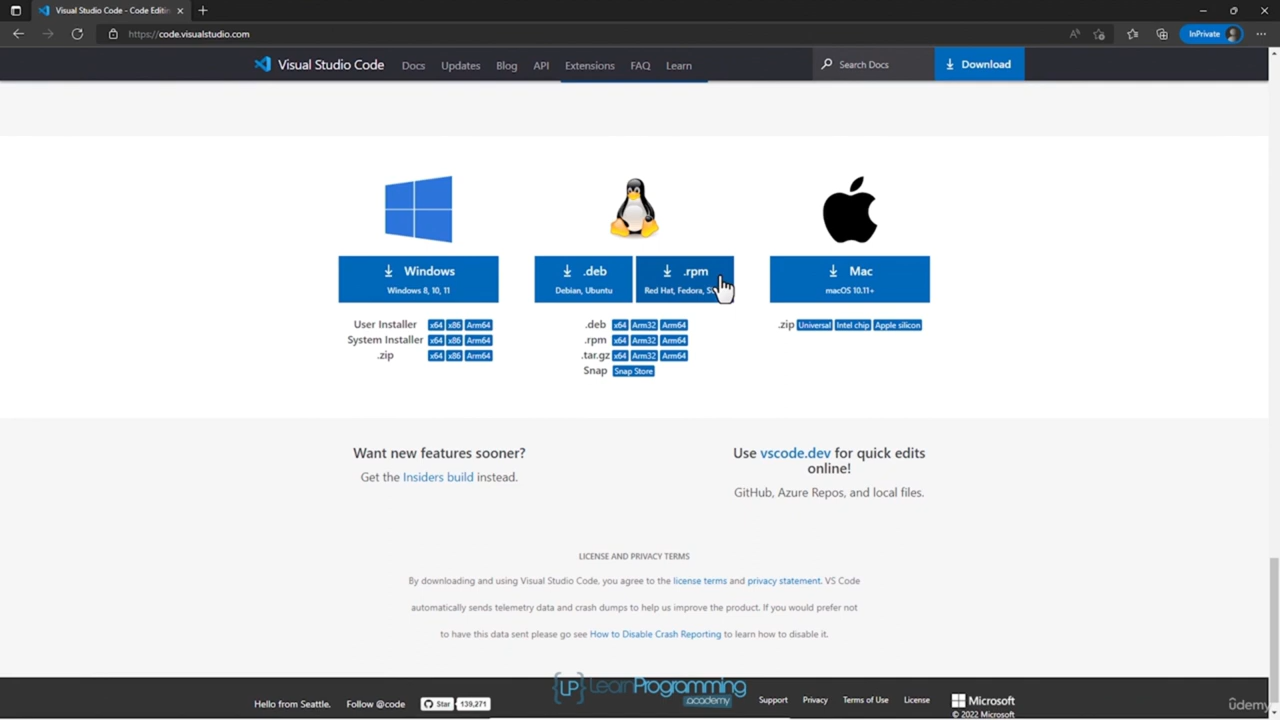 Visual Studio Code - Code Editin
https://code.visualstudio.com
InPrivate
Visual Studio Code Docs Updates Blog API Extensions FAQ Learn Search Docs Download
Windows
Windows 8, 10, 11
.deb
Debian, Ubuntu
.rpm
Red Hat, Fedora,
Mac
macOS 10.11+
User Installer x64 x86 Arm64
System Installer x64 x86 Arm64
.zip x64 x86 Arm64
.deb x64 Arm32 Arm64
.rpm x64 Arm32 Arm64
.tar.gz x64 Arm32 Arm64
Snap Snap Store
.zip Universal Intel chip Apple silicon
Want new features sooner?
Get the Insiders build instead.
Use vscode.dev for quick edits
online!
GitHub, Azure Repos, and local files.
LICENSE AND PRIVACY TERMS
By downloading and using Visual Studio Code, you agree to the license terms and privacy statement. VS Code
automatically sends telemetry data and crash dumps to help us improve the product. If you would prefer not
to have this data sent please go see How to Disable Crash Reporting to learn how to disable it.
Hello from Seattle. Follow @code Star 139,271
{LP} LearnProgramming
academy
Support Privacy Terms of Use License
Microsoft
© 2022 Microsoft
ûdemy